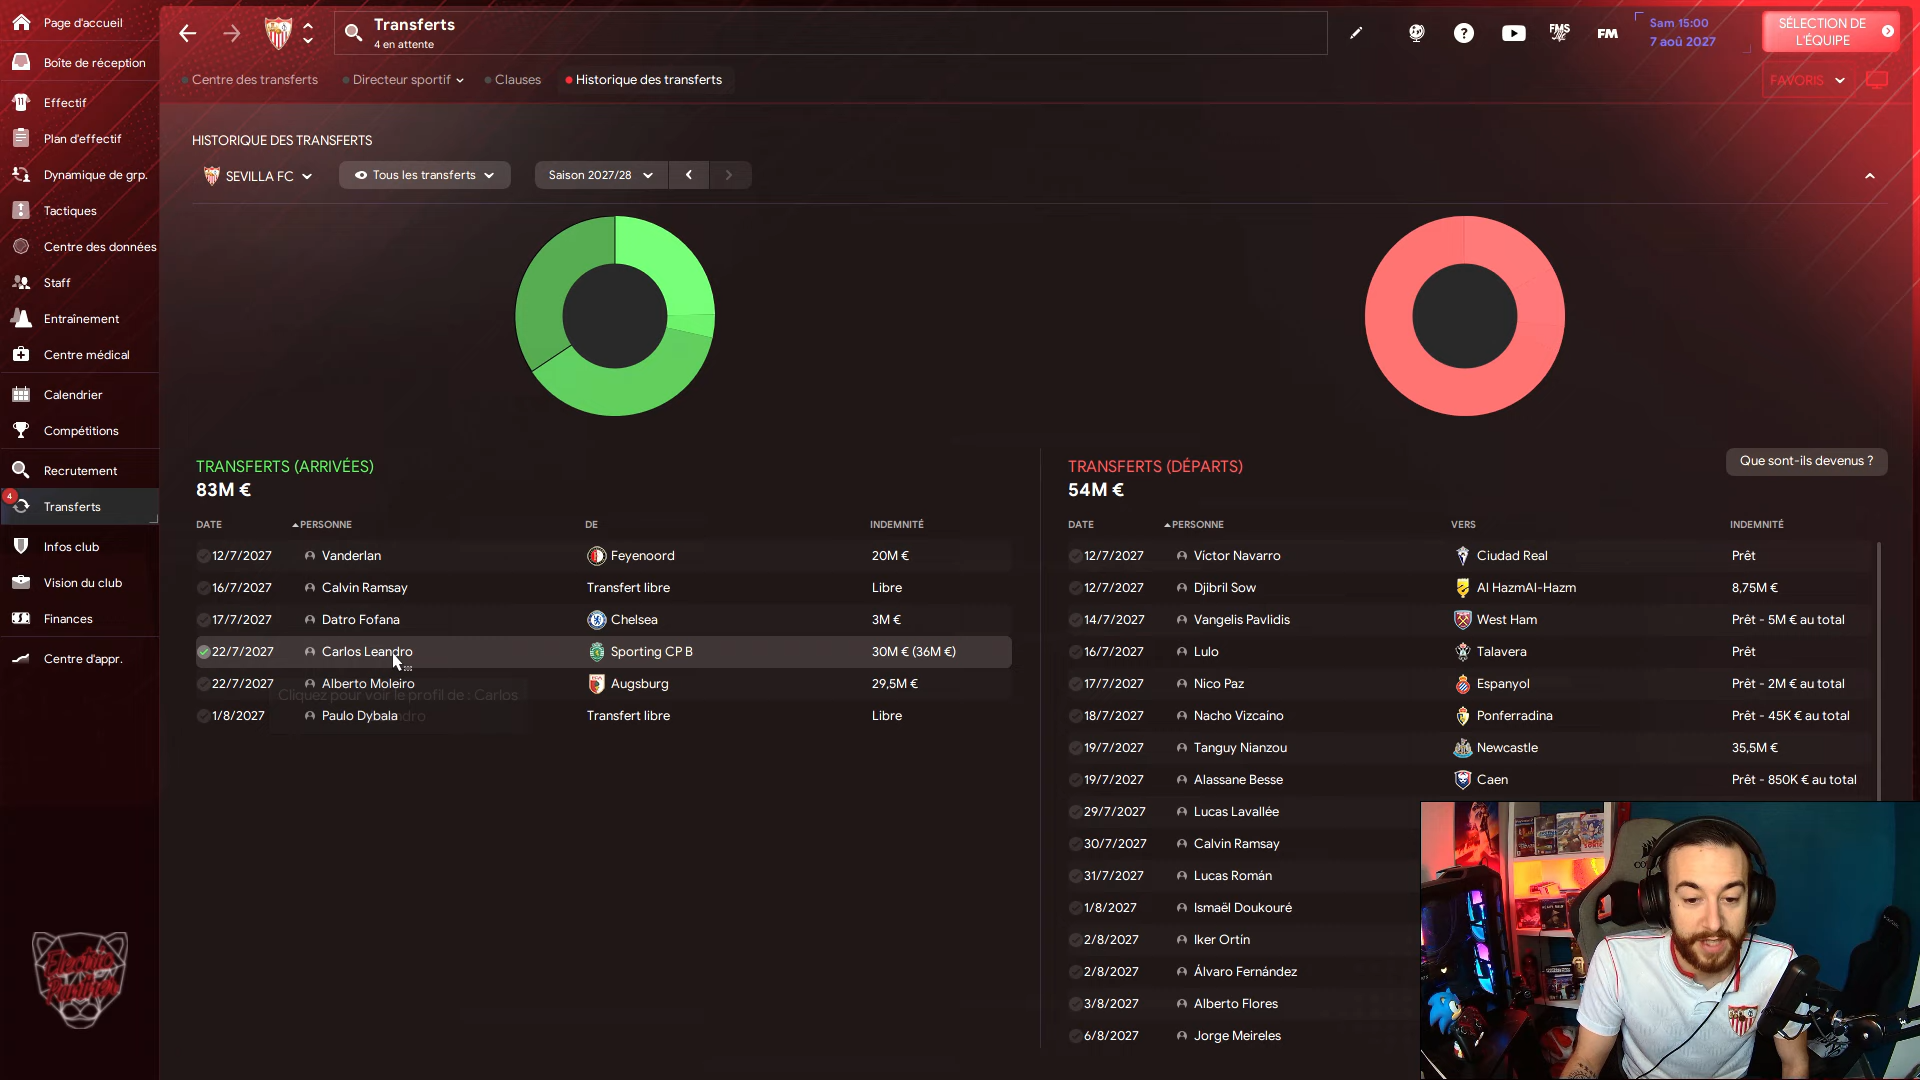 Page d'accueil
Boîte de réception
Effectif
Plan d'effectif
Dynamique de grp.
Tactiques
Centre des données
Staff
Entraînement
Centre médical
Calendrier
Compétitions
Recrutement
4
Transferts
Infos club
Vision du club
Finances
Centre d'appr.
Transferts
4 en attente
FMS
FM
Sam 15:00
7 aoû 2027
SÉLECTION DE
L'ÉQUIPE
Centre des transferts
Directeur sportif
Clauses
Historique des transferts
FAVORIS
HISTORIQUE DES TRANSFERTS
SEVILLA FC
Tous les transferts
Saison 2027/28
TRANSFERTS (ARRIVÉES)
83M €
DATE PERSONNE DE INDEMNITÉ
12/7/2027 Vanderlan Feyenoord 20M €
16/7/2027 Calvin Ramsay Transfert libre Libre
17/7/2027 Datro Fofana Chelsea 3M €
22/7/2027 Carlos Leandro Sporting CP B 30M € (36M €)
22/7/2027 Alberto Moleiro Augsburg 29,5M €
Cliquez pour voir le profil de : Carlos
1/8/2027 Paulo Dybala Transfert libre Libre
TRANSFERTS (DÉPARTS)
54M €
Que sont-ils devenus ?
DATE PERSONNE VERS INDEMNITÉ
12/7/2027 Víctor Navarro Ciudad Real Prêt
12/7/2027 Djibril Sow Al HazmAl-Hazm 8,75M €
14/7/2027 Vangelis Pavlidis West Ham Prêt - 5M € au total
16/7/2027 Lulo Talavera Prêt
17/7/2027 Nico Paz Espanyol Prêt - 2M € au total
18/7/2027 Nacho Vizcaíno Ponferradina Prêt - 45K € au total
19/7/2027 Tanguy Nianzou Newcastle 35,5M €
19/7/2027 Alassane Besse Caen Prêt - 850K € au total
29/7/2027 Lucas Lavallée
30/7/2027 Calvin Ramsay
31/7/2027 Lucas Román
1/8/2027 Ismaël Doukouré
2/8/2027 Iker Ortín
2/8/2027 Álvaro Fernández
3/8/2027 Alberto Flores
6/8/2027 Jorge Meireles